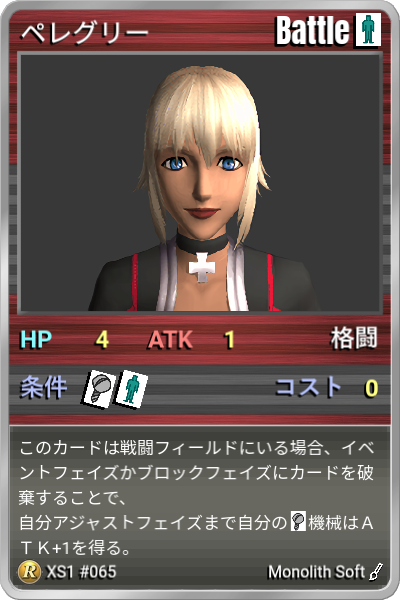 ペレグリー Battle
HP 4 ATK 1 格闘
条件 コスト 0
このカードは戦闘フィールドにいる場合、イベ
ントフェイズかブロックフェイズにカードを破
棄することで、
自分アジャストフェイズまで自分の機械はA
TK+1を得る。
R XS1 #065 Monolith Soft